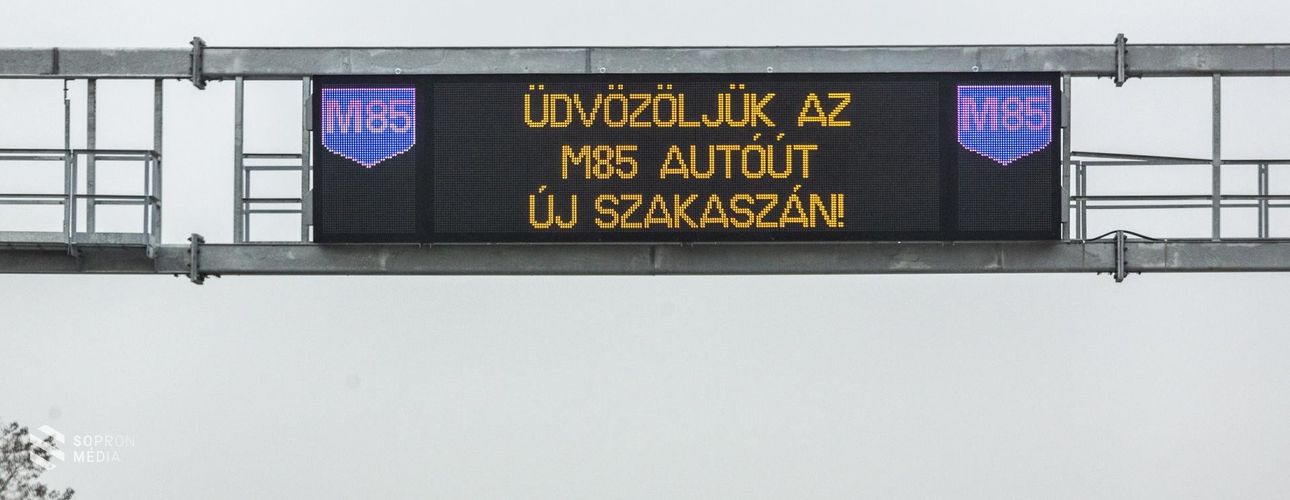 M85
ÜDVÖZÖLJÜK AZ
M85 AUTÓÚT
ÚJ SZAKASZÁN!
M85
SOPRON
MÉDIA